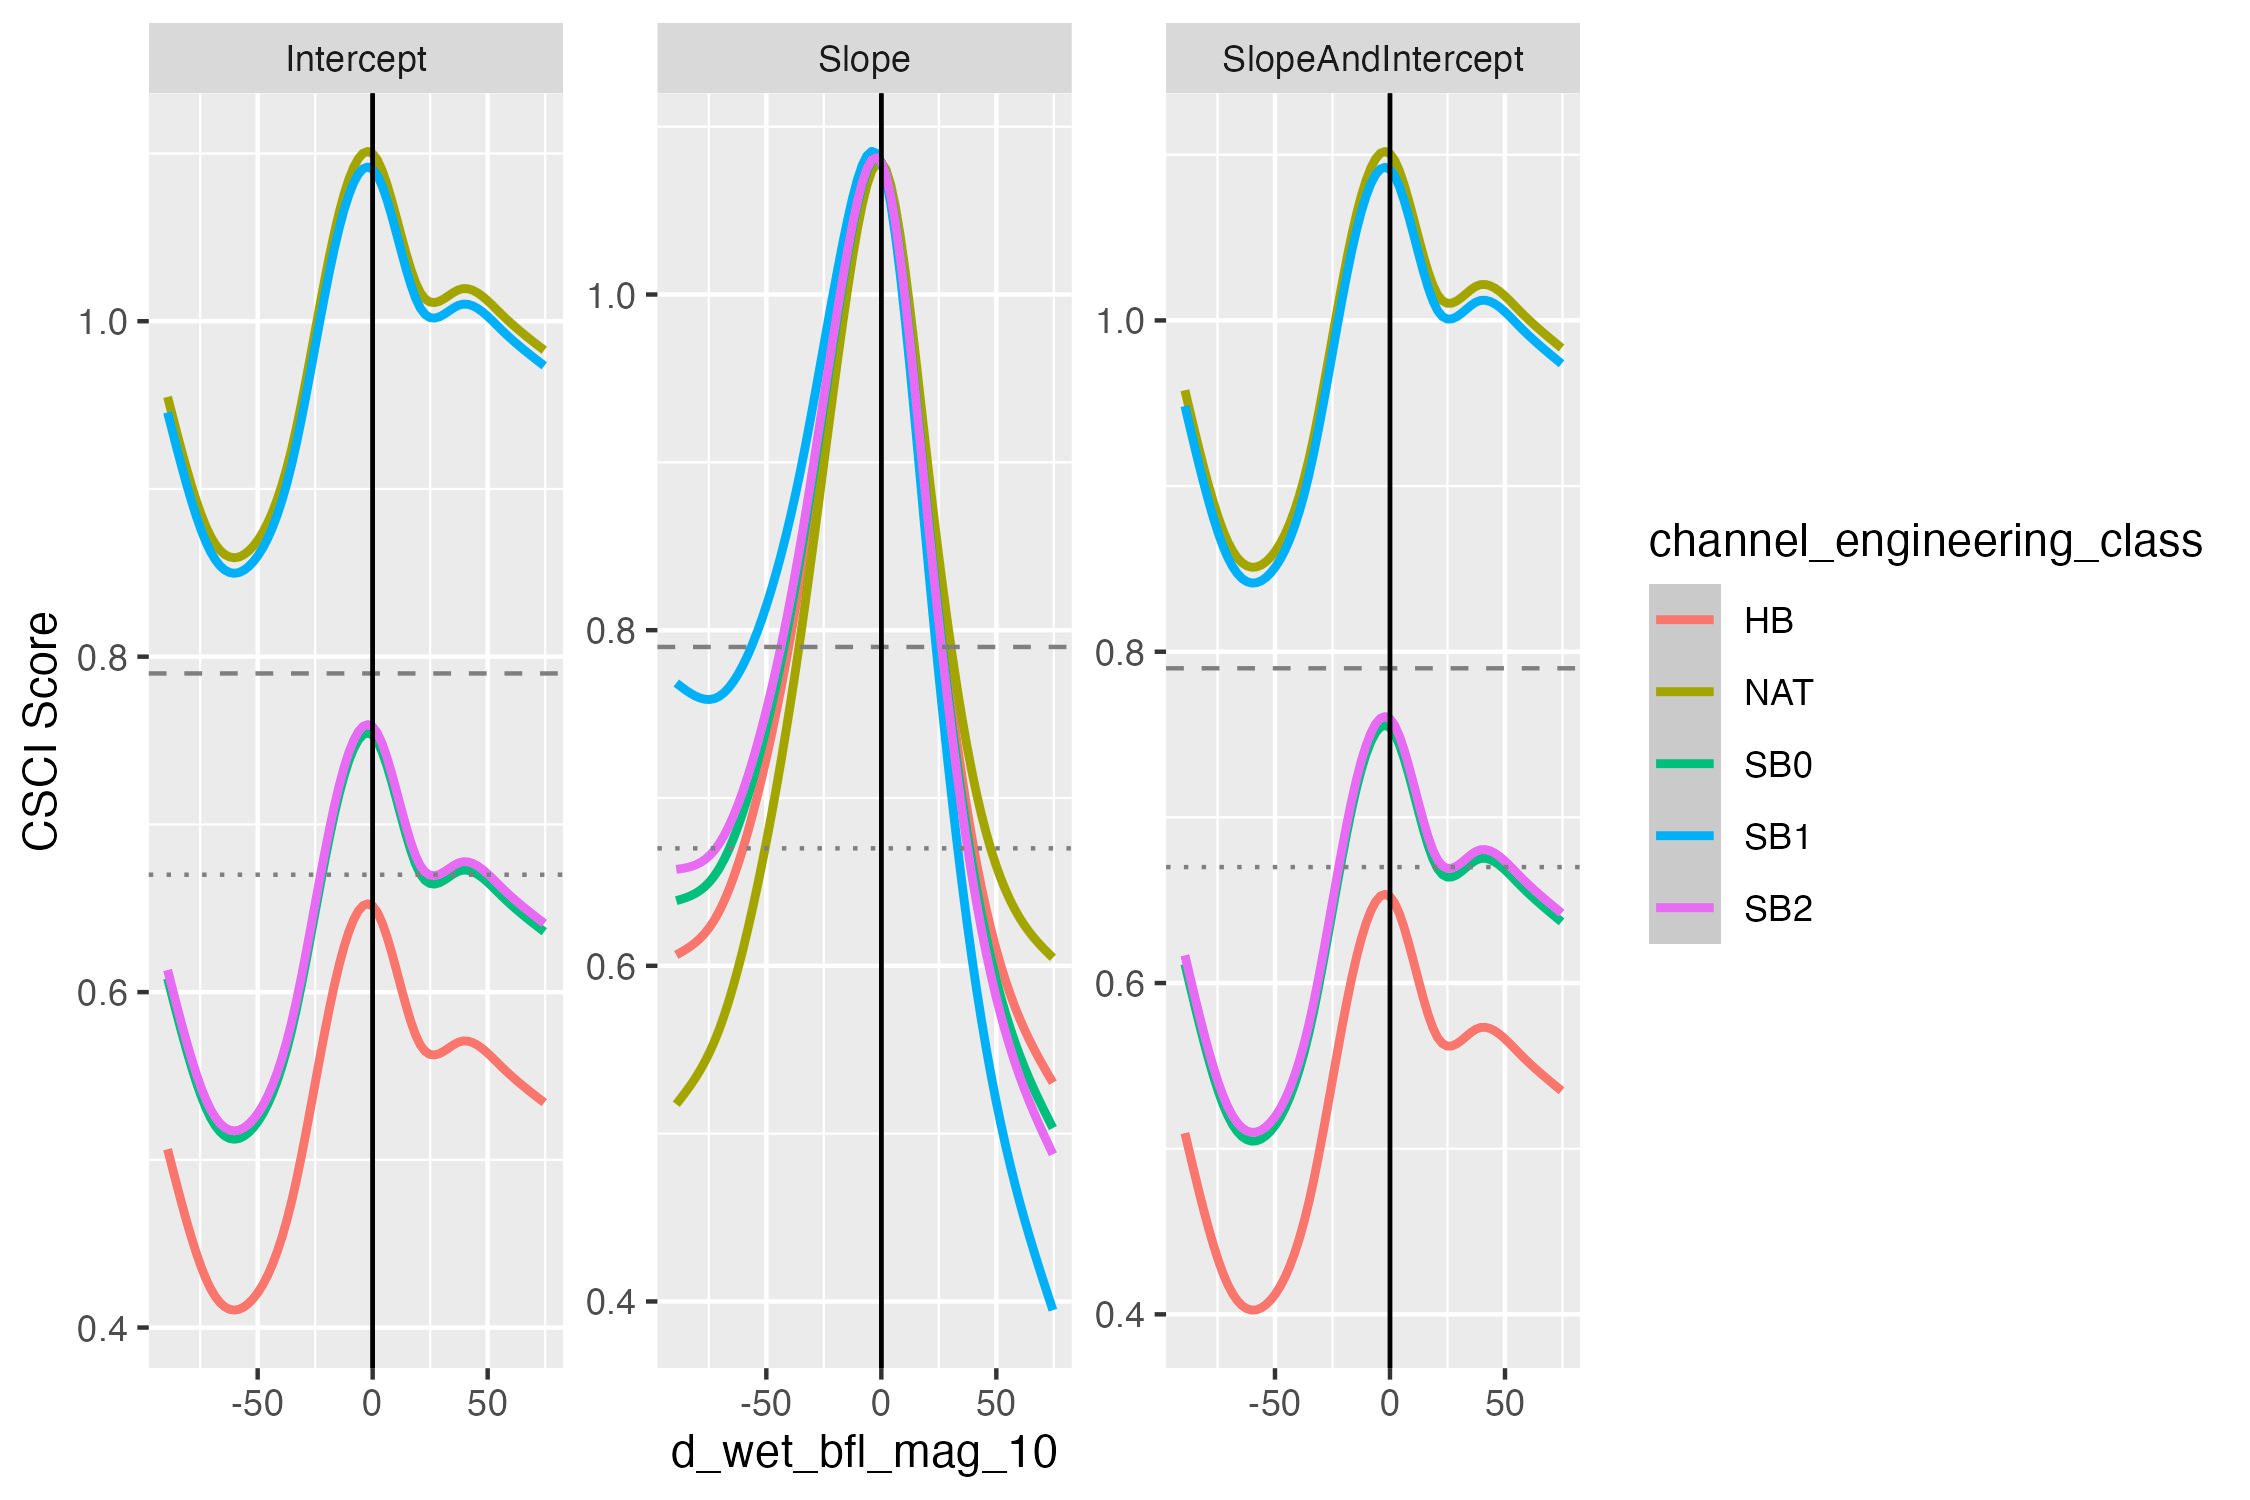 Intercept
Slope
SlopeAndIntercept
CSCI Score
1.0
0.8
0.6
0.4
1.0
0.8
0.6
0.4
1.0
0.8
0.6
0.4
-50 0 50
-50 0 50
-50 0 50
d_wet_bfl_mag_10
channel_engineering_class
HB
NAT
SB0
SB1
SB2